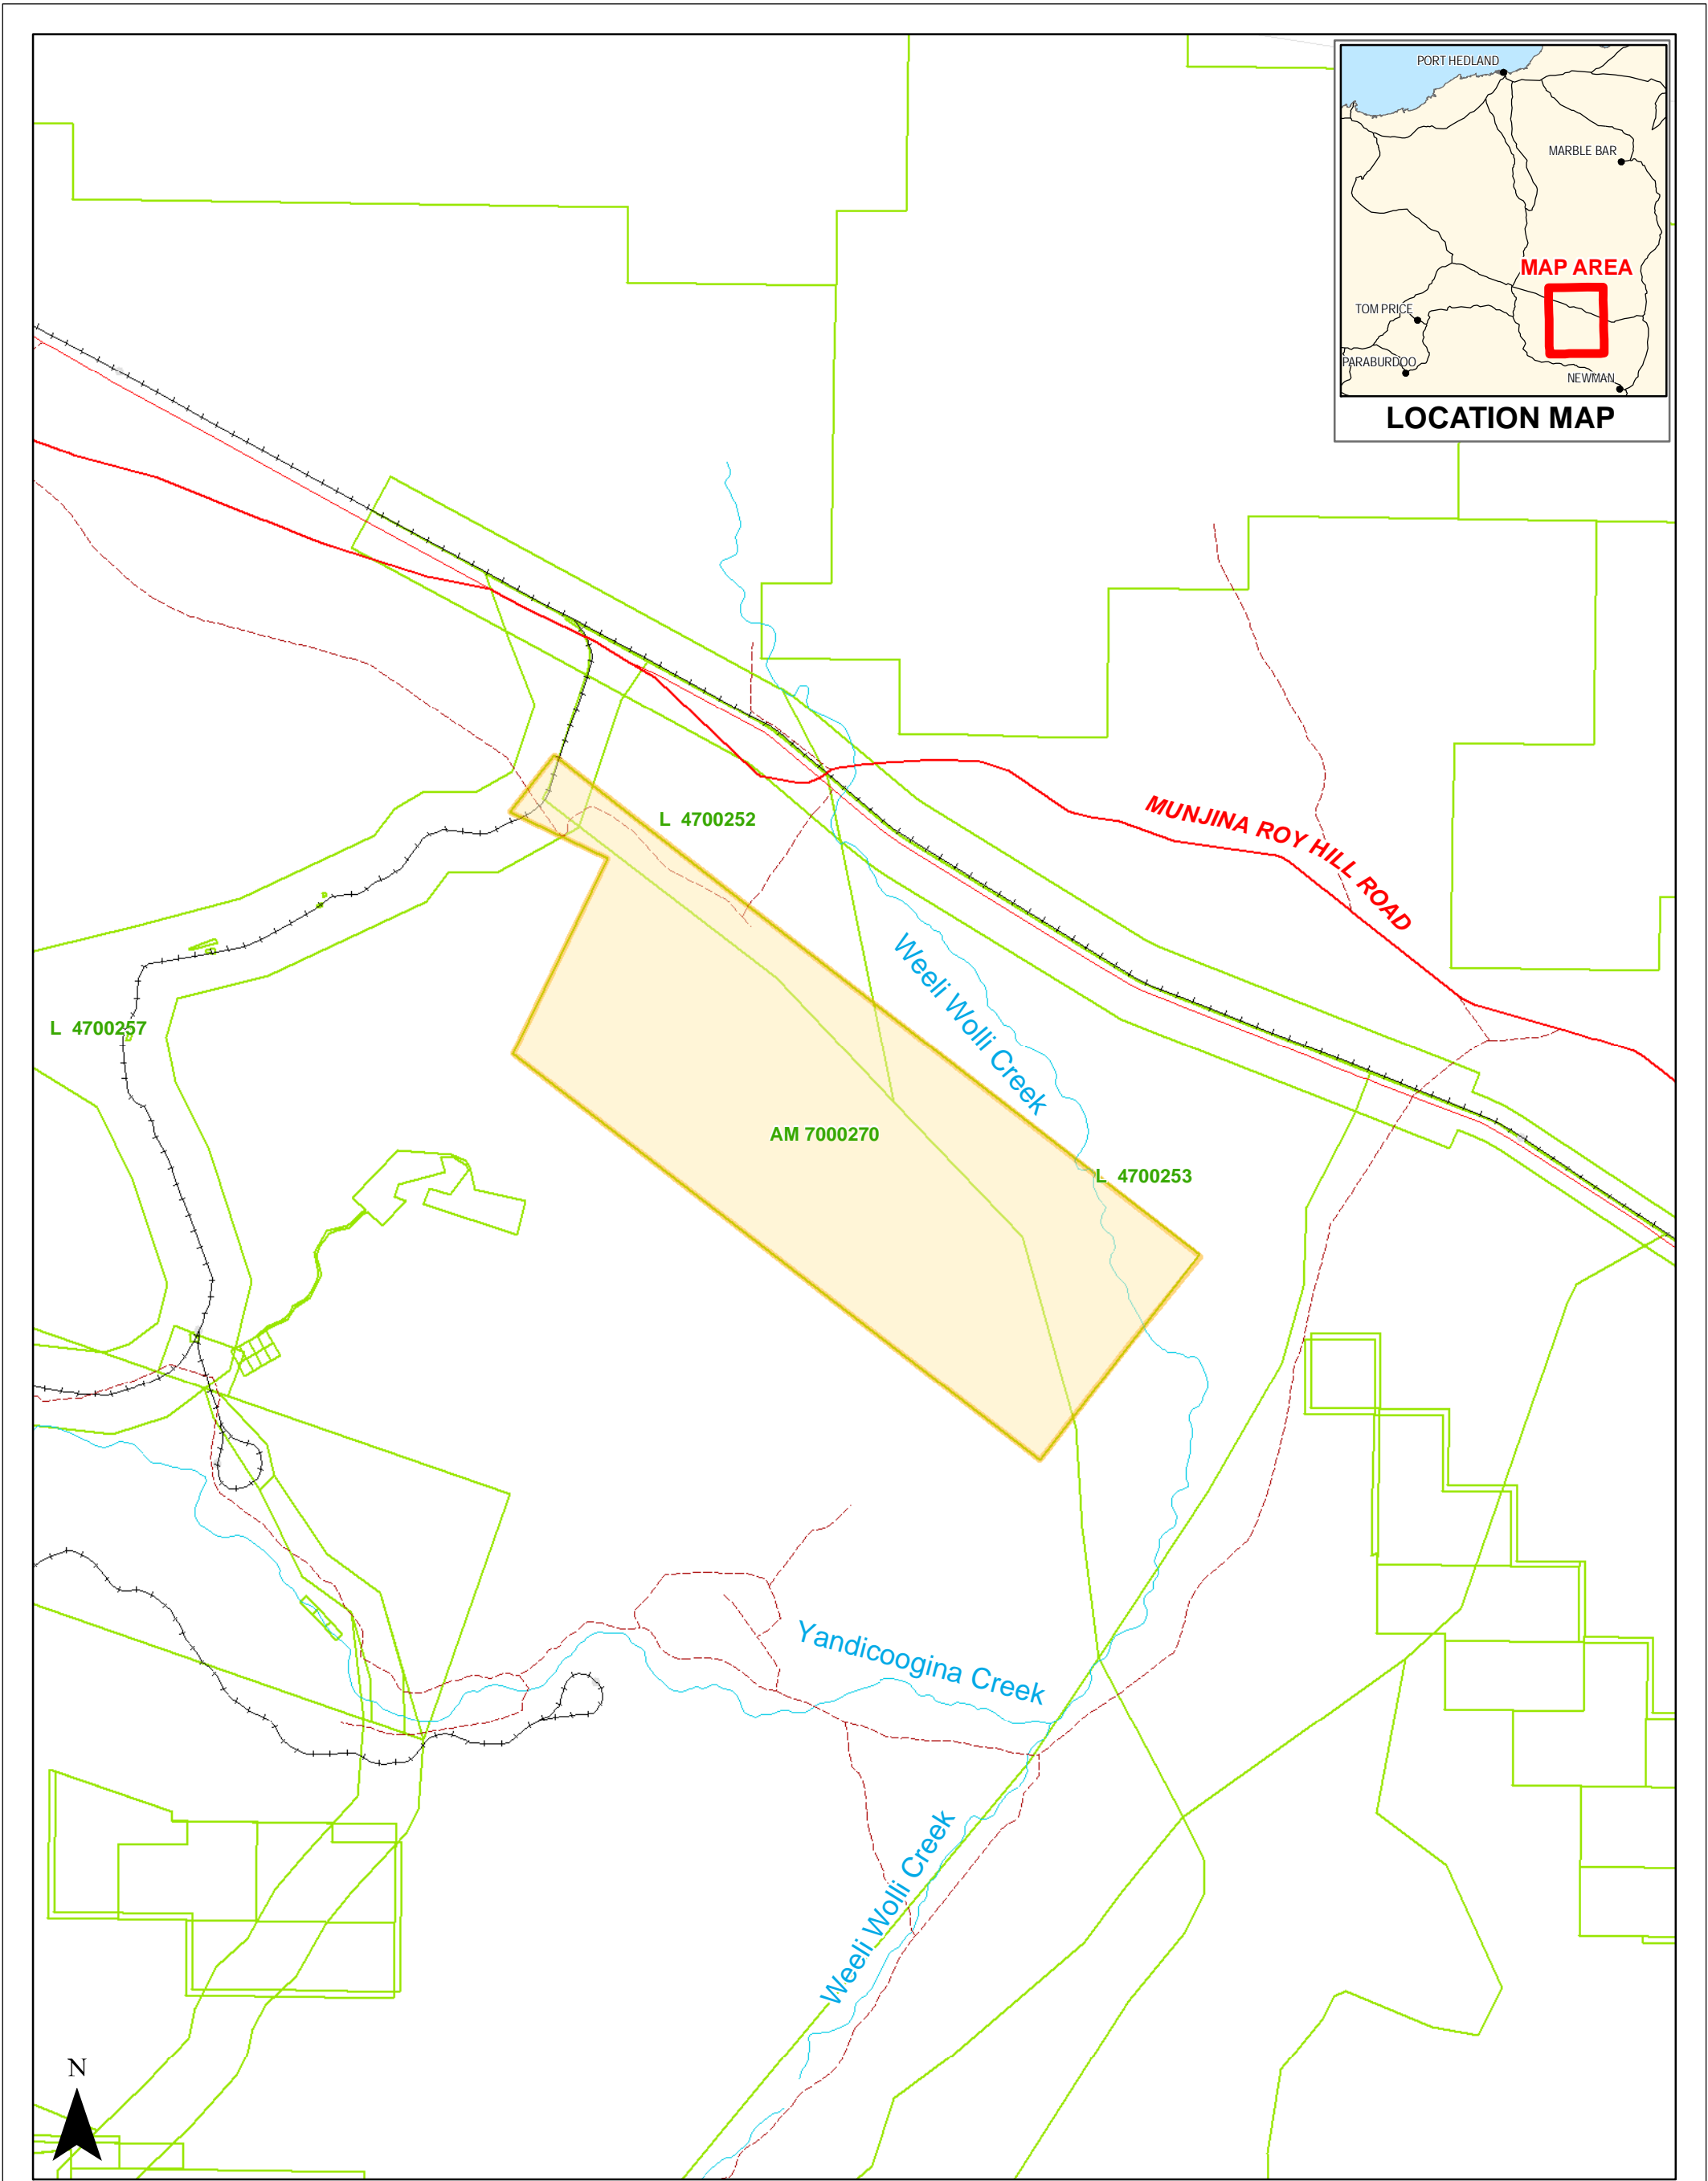 PORT HEDLAND
MARBLE BAR
MAP AREA
TOM PRICE
PARABURDOO
NEWMAN
LOCATION MAP
L 4700252
MUNJINA ROY HILL ROAD
Weeli Wolli Creek
L 4700257
AM 7000270
L 4700253
Yandicoogina Creek
Weeli Wolli Creek
N